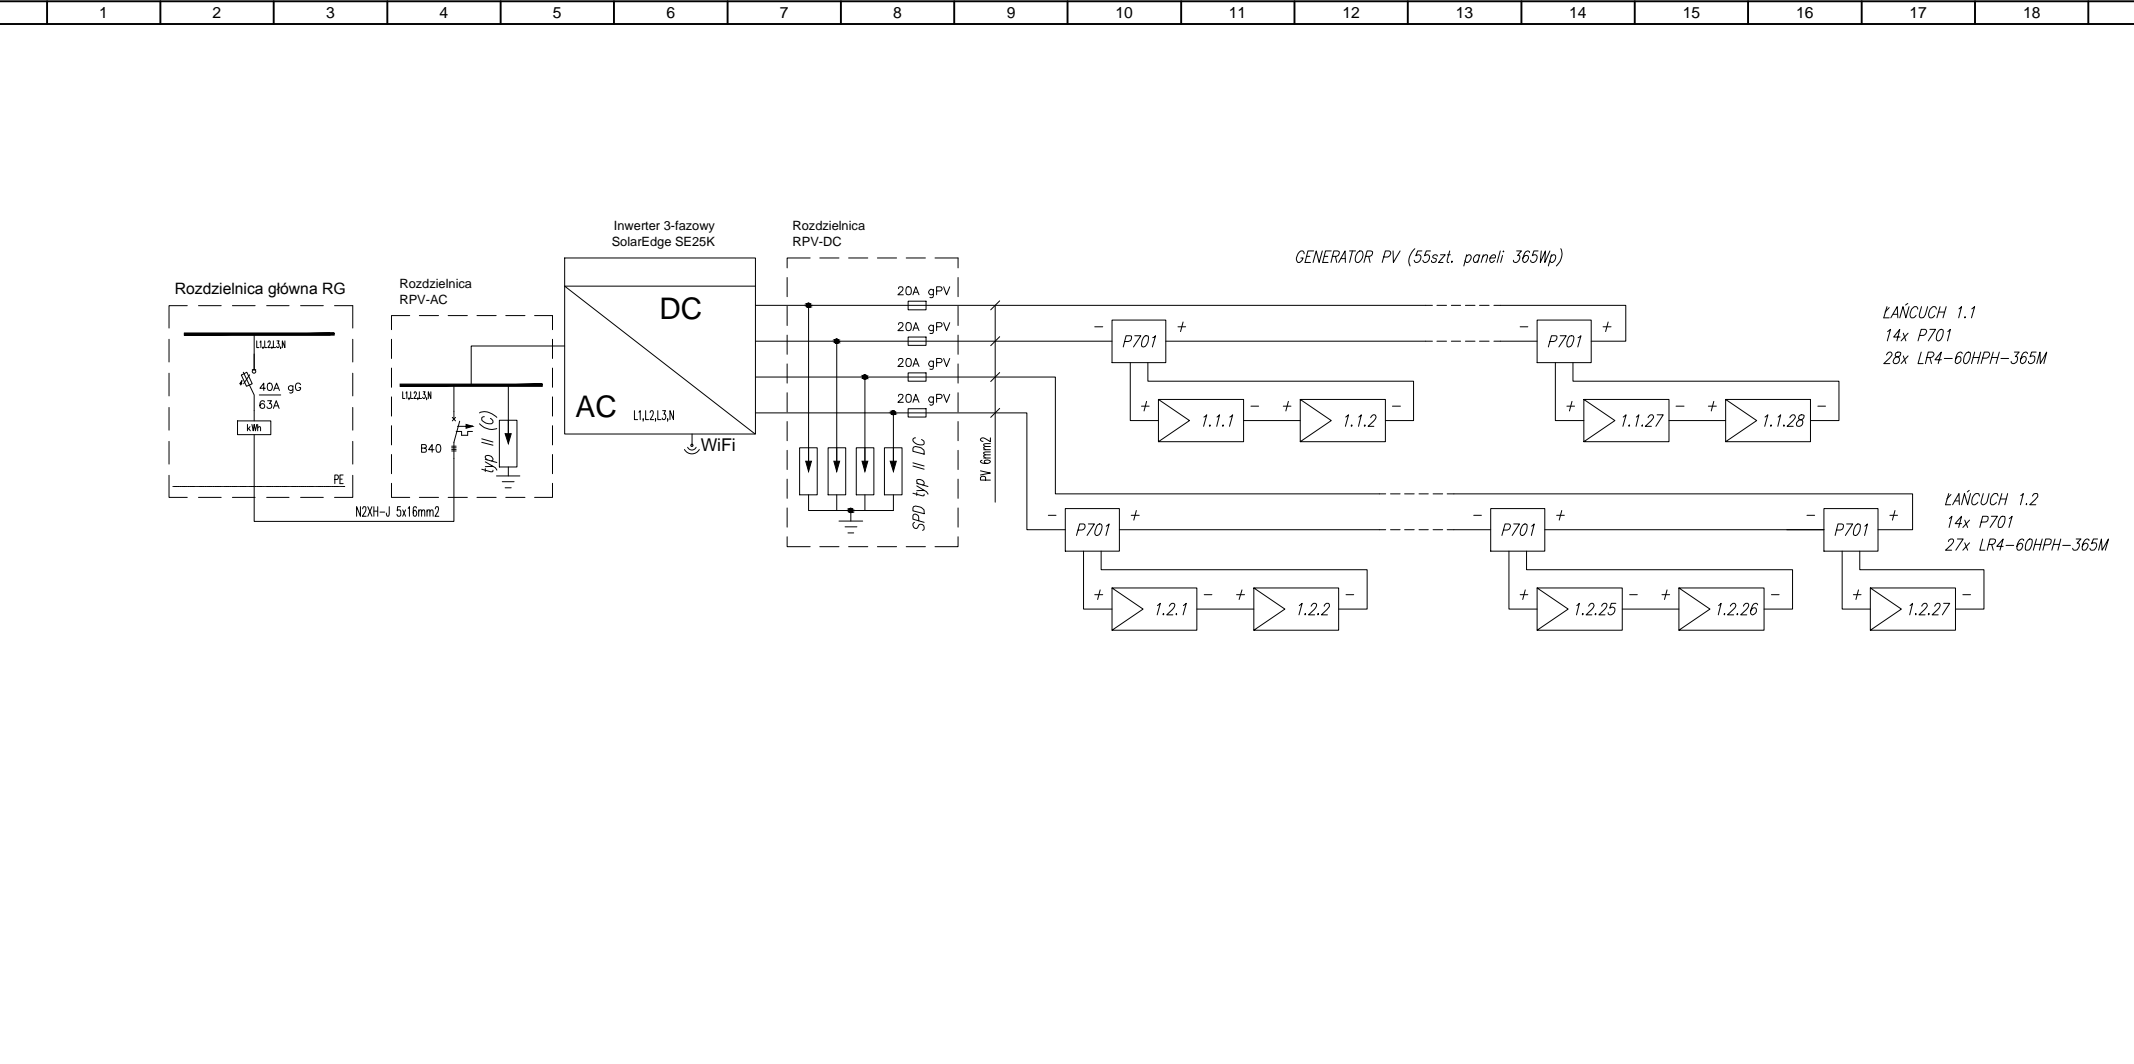 1 2 3 4 5 6 7 8 9 10 11 12 13 14 15 16 17 18
Inwerter 3-fazowy
SolarEdge SE25K
Rozdzielnica
RPV-DC
GENERATOR PV (55szt. paneli 365Wp)
Rozdzielnica główna RG
Rozdzielnica
RPV-AC
L1,L2,L3,N
40A gG
63A
kWh
PE
N2XH-J 5x16mm2
L1,L2,L3,N
B40
typ II (C)
DC
AC
L1,L2,L3,N
WiFi
20A gPV
20A gPV
20A gPV
20A gPV
SPD typ II DC
PV 6mm2
- P701 +
- P701 +
+ 1.1.1 - + 1.1.2 -
+ 1.1.27 - + 1.1.28 -
ŁAŃCUCH 1.1
14x P701
28x LR4-60HPH-365M
- P701 +
- P701 +
- P701 +
+ 1.2.1 - + 1.2.2 -
+ 1.2.25 - + 1.2.26 -
+ 1.2.27 -
ŁAŃCUCH 1.2
14x P701
27x LR4-60HPH-365M